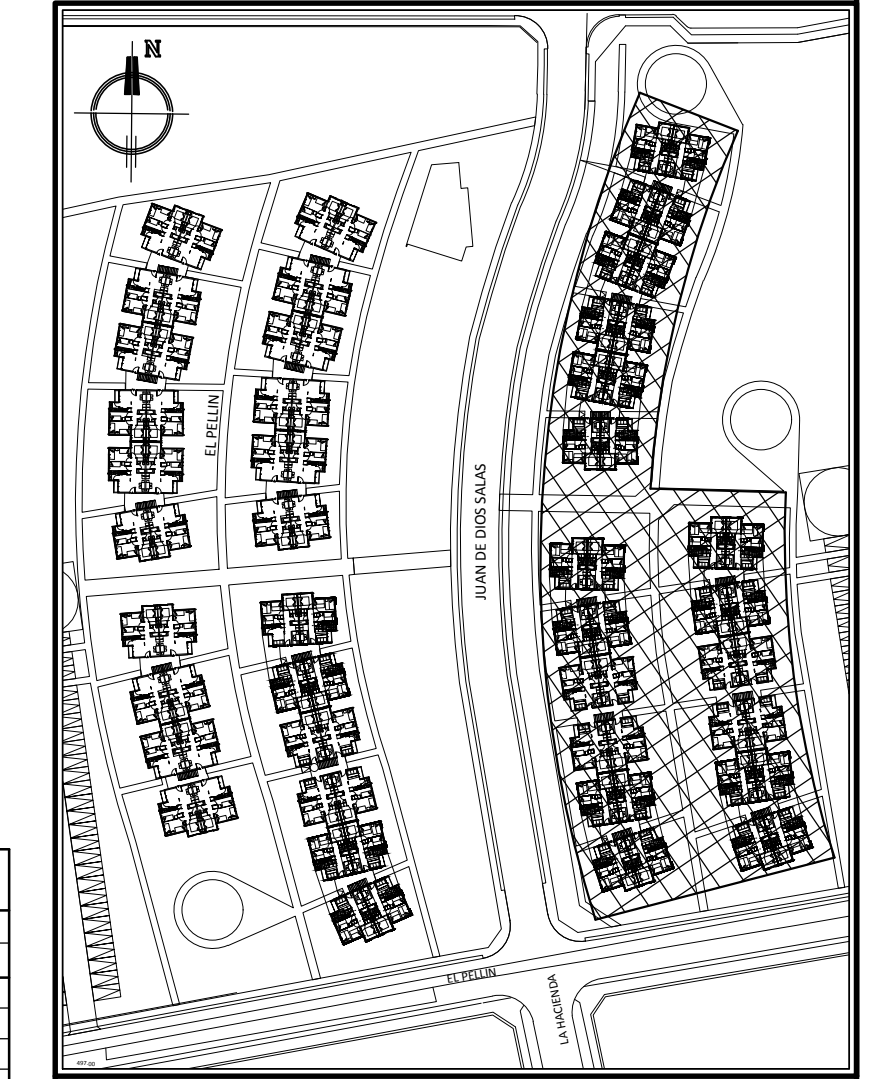 N
EL PELLIN
JUAN DE DIOS SALAS
EL PELLIN
LA HACIENDA
497-00